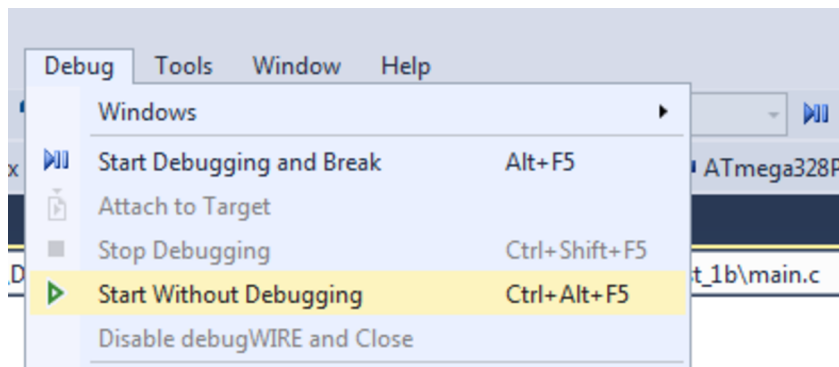 Debug Tools Window Help
Windows
x Start Debugging and Break Alt+F5 ATmega328P
Attach to Target
Stop Debugging Ctrl+Shift+F5
\D Start Without Debugging Ctrl+Alt+F5 t_1b\main.c
Disable debugWIRE and Close